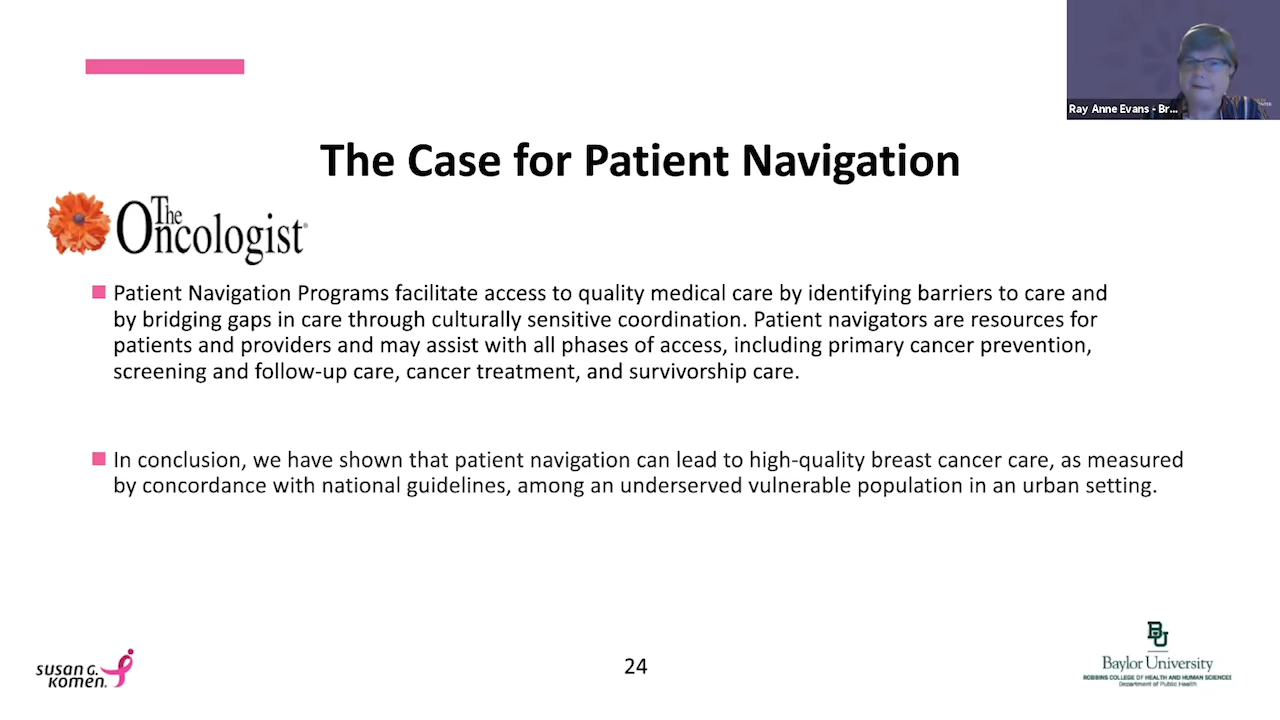 Ray Anne Evans - Br...
The Case for Patient Navigation
The Oncologist®
Patient Navigation Programs facilitate access to quality medical care by identifying barriers to care and
by bridging gaps in care through culturally sensitive coordination. Patient navigators are resources for
patients and providers and may assist with all phases of access, including primary cancer prevention,
screening and follow-up care, cancer treatment, and survivorship care.
In conclusion, we have shown that patient navigation can lead to high-quality breast cancer care, as measured
by concordance with national guidelines, among an underserved vulnerable population in an urban setting.
susan G.
komen.
24
BU
Baylor University
ROBBINS COLLEGE OF HEALTH AND HUMAN SCIENCES
Department of Public Health